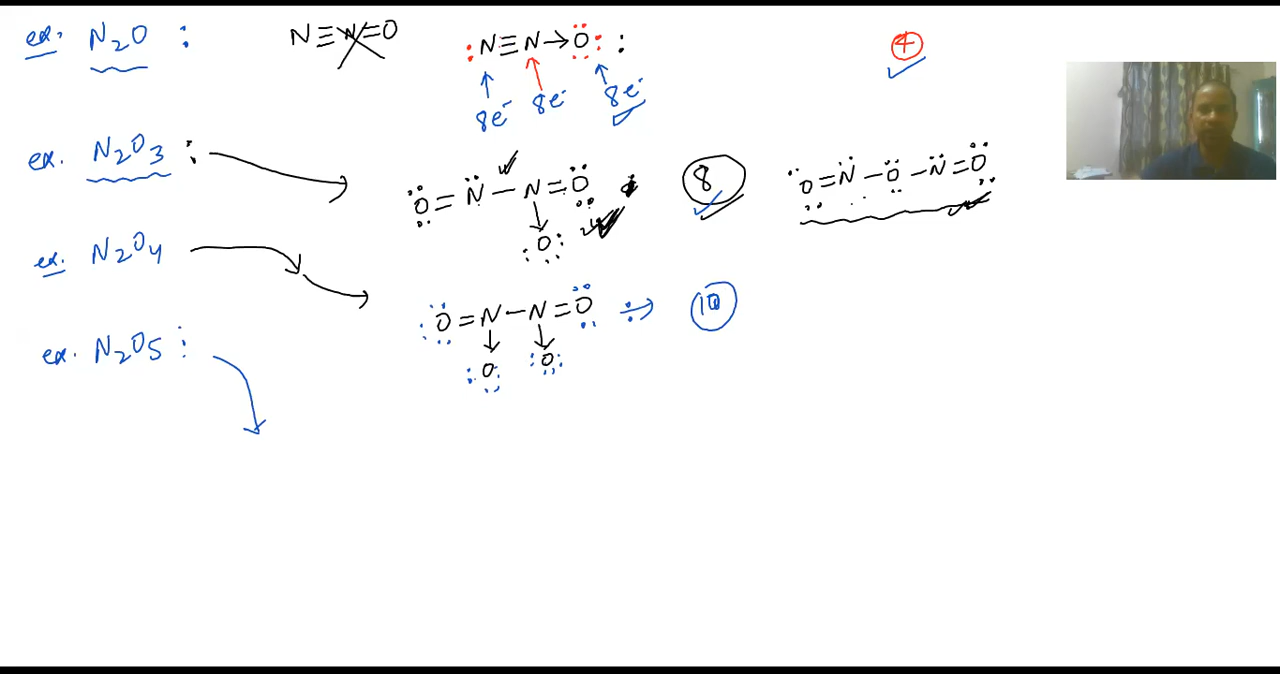 ex. N2O : N≡N=O :N≡N→Ö: : 4
8e⁻ 8e⁻ 8e⁻
ex. N2O3 : O=N–N=O 8 O=N–O–N=O
↓
O
ex. N2O4 O=N–N=O ÷> 10
↓ ↓
O O
ex. N2O5 :